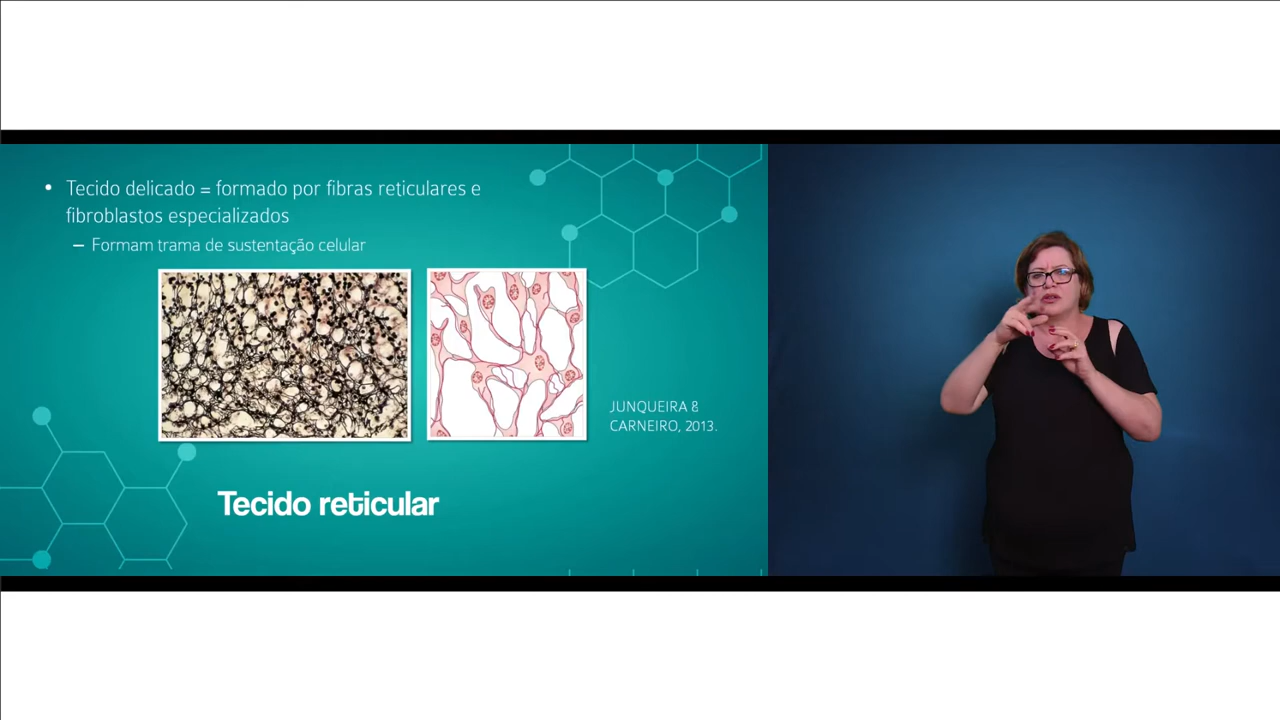 • Tecido delicado = formado por fibras reticulares e
fibroblastos especializados
– Formam trama de sustentação celular
JUNQUEIRA &
CARNEIRO, 2013.
Tecido reticular